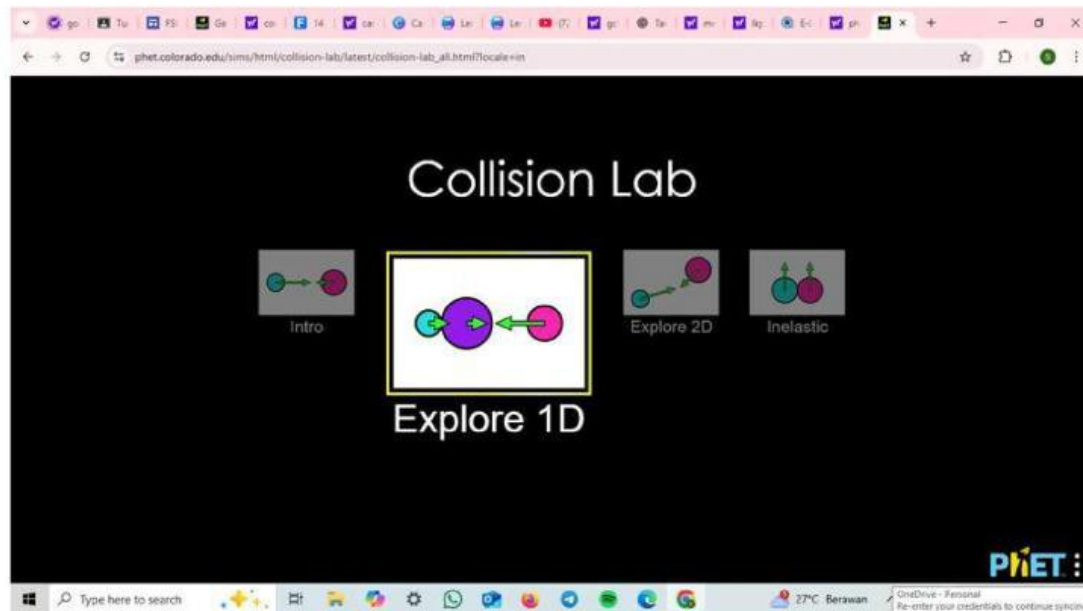 phet.colorado.edu/sims/html/collision-lab/latest/collision-lab_all.html?locale=in
Collision Lab
Intro
Explore 1D
Explore 2D
Inelastic
PhET
Type here to search
27°C Berawan
OneDrive - Personal
Re-enter your credentials to continue syncin